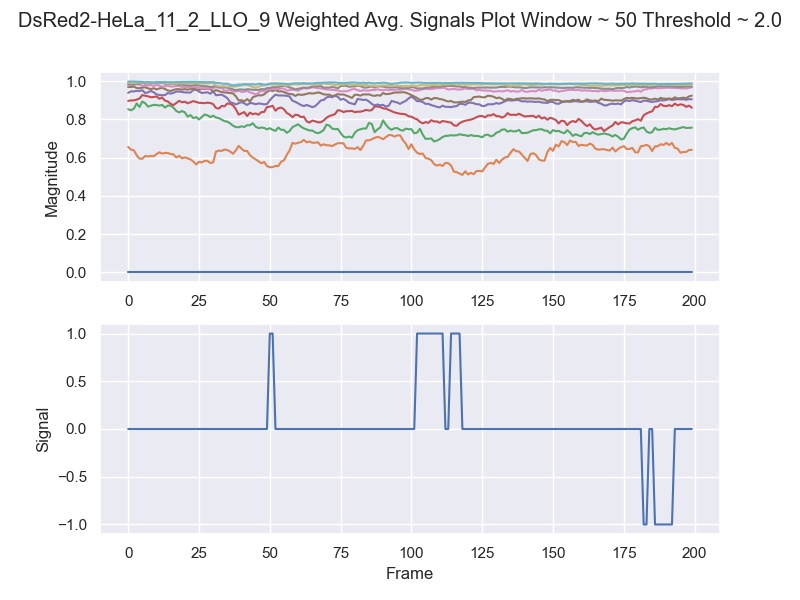 DsRed2-HeLa_11_2_LLO_9 Weighted Avg. Signals Plot Window ~ 50 Threshold ~ 2.0
1.0
0.8
0.6
0.4
0.2
0.0
Magnitude
0 25 50 75 100 125 150 175 200
1.0
0.5
0.0
−0.5
−1.0
Signal
0 25 50 75 100 125 150 175 200
Frame